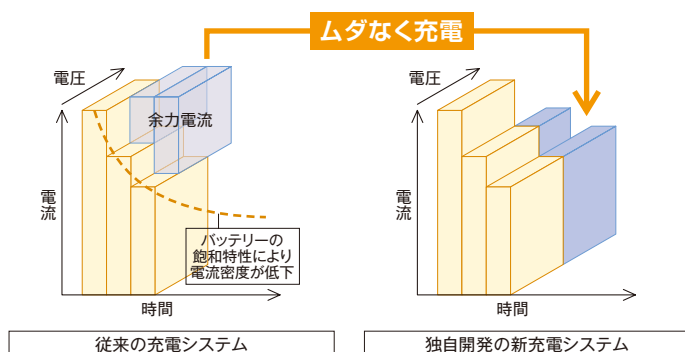 ムダなく充電
電圧
余力電流
電流
バッテリーの
飽和特性により
電流密度が低下
時間
従来の充電システム
電圧
電流
時間
独自開発の新充電システム